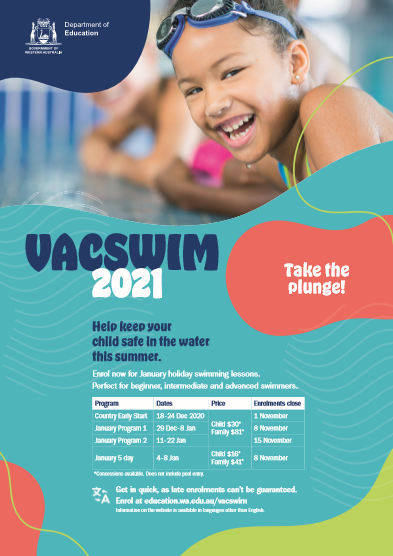 Department of
Education
GOVERNMENT OF
WESTERN AUSTRALIA
VACSWIM
2021
Take the
plunge!
Help keep your
child safe in the water
this summer.
Enrol now for January holiday swimming lessons.
Perfect for beginner, intermediate and advanced swimmers.
Program Dates Price Enrolments close
Country Early Start 18-24 Dec 2020 1 November
January Program 1 29 Dec-8 Jan Child $30* Family $81* 8 November
January Program 2 11-22 Jan 15 November
January 5 day 4-8 Jan Child $16* Family $41* 8 November
*Concessions available. Does not include pool entry.
Get in quick, as late enrolments can't be guaranteed.
Enrol at education.wa.edu.au/vacswim
Information on the website is available in languages other than English.